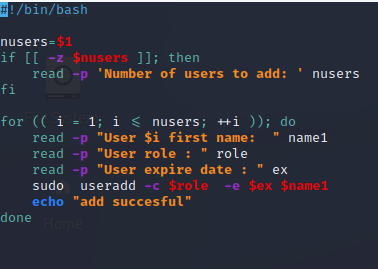 #!/bin/bash
nusers=$1
if [[ -z $nusers ]]; then
read -p 'Number of users to add: ' nusers
fi
for (( i = 1; i ⩽ nusers; ++i )); do
read -p "User $i first name:  " name1
read -p "User role : " role
read -p "User expire date : " ex
sudo  useradd -c $role  -e $ex $name1
echo "add succesful"
done
Home